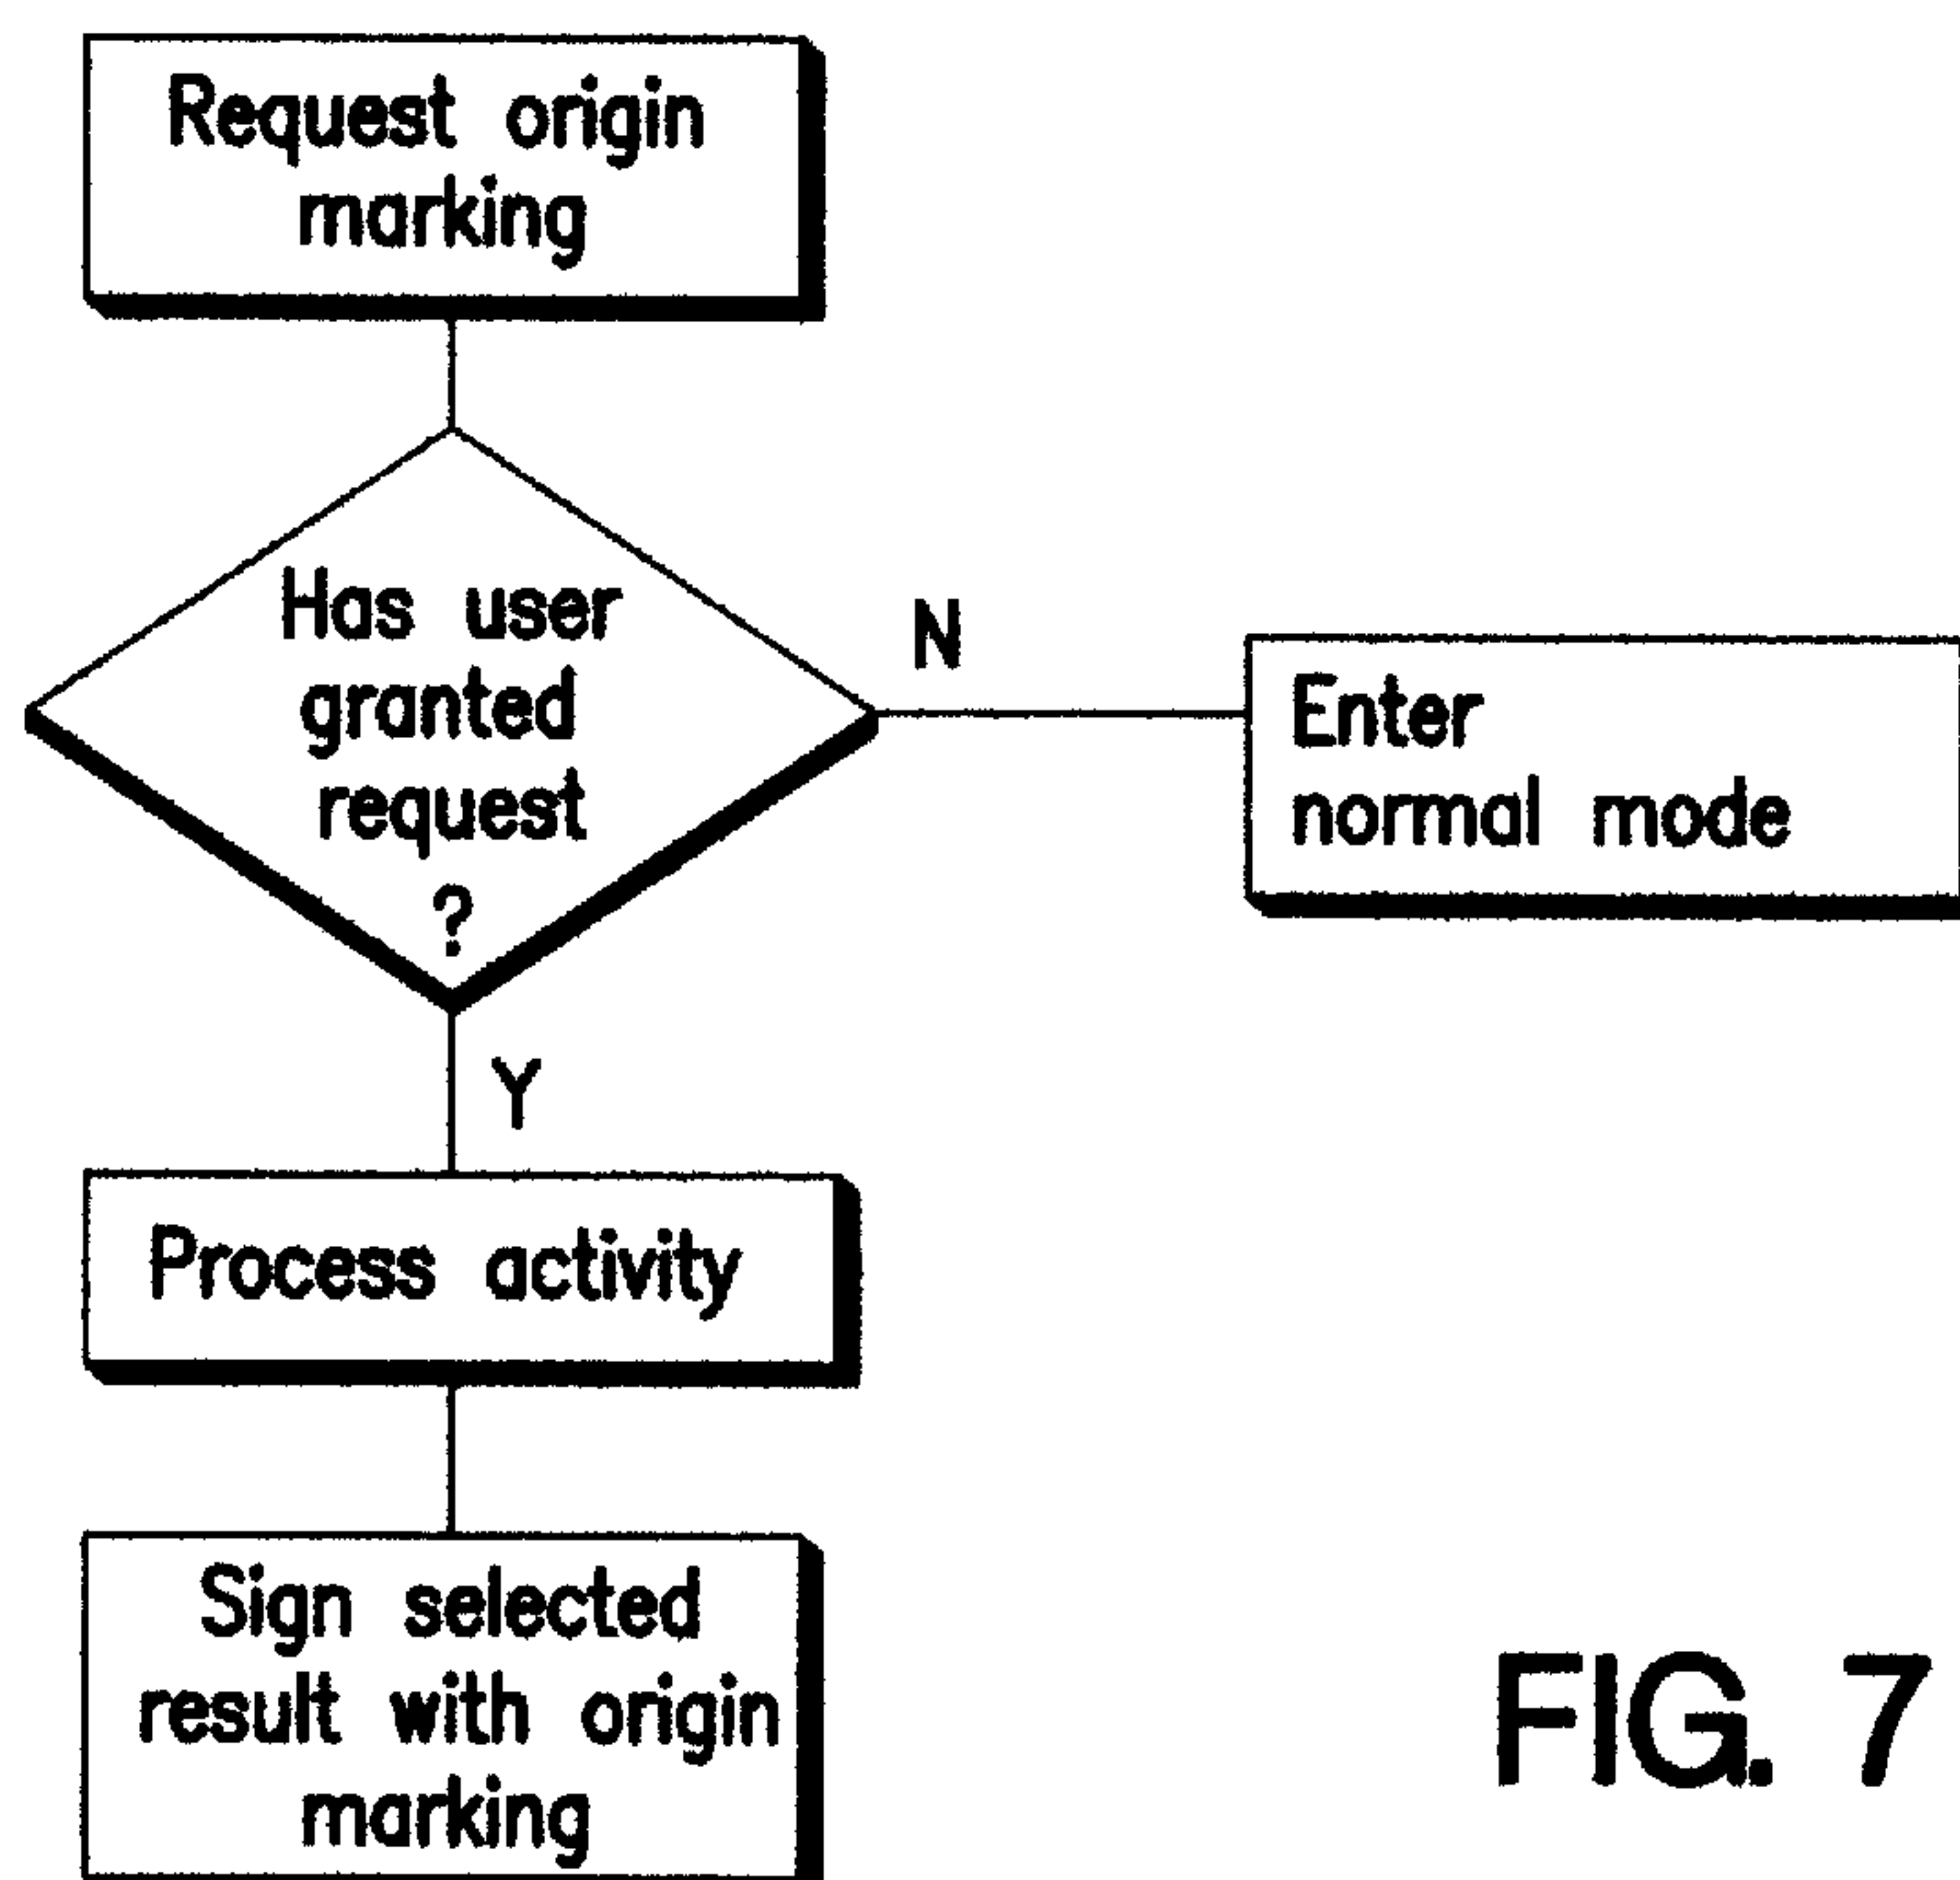 Request origin
marking
Has user
granted
request
?
N
Enter
normal mode
Y
Process activity
Sign selected
result with origin
marking
FIG. 7